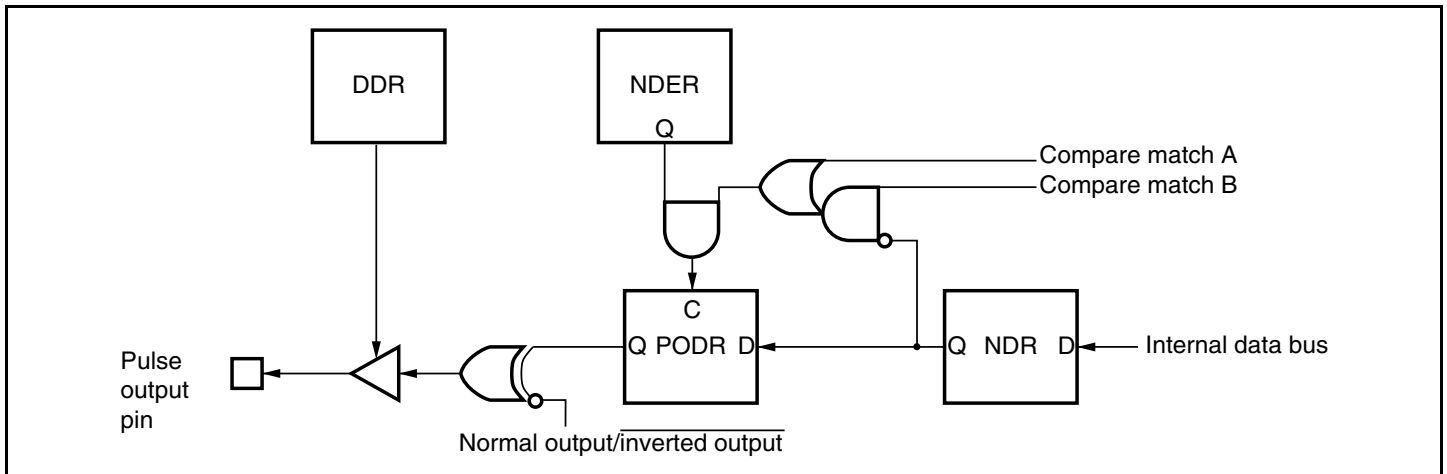 DDR
NDER
Q
Compare match A
Compare match B
C
Q PODR D
Q NDR D
Internal data bus
Pulse
output
pin
Normal output/inverted output